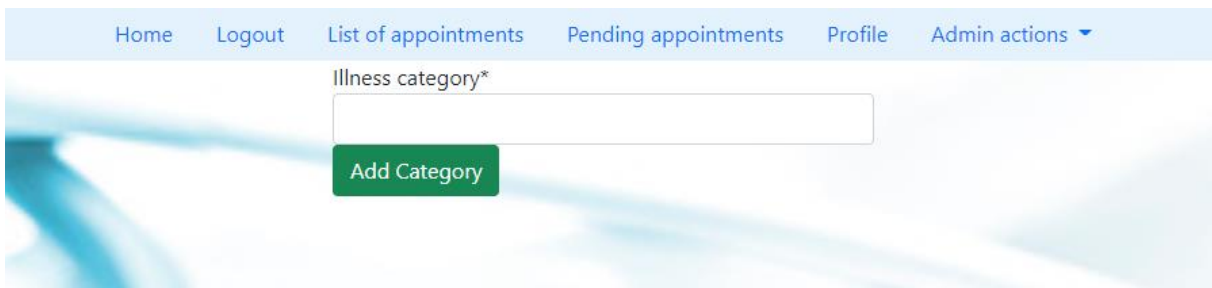 Home Logout List of appointments Pending appointments Profile Admin actions
Illness category*
Add Category